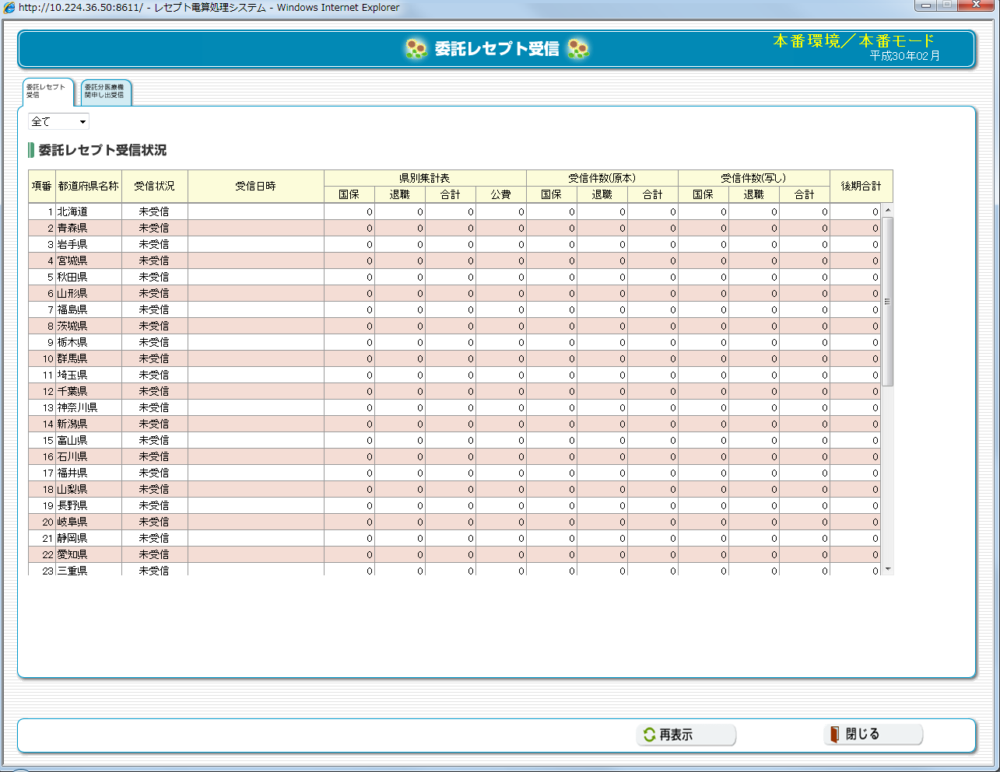 http://10.224.36.50:8611/ - レセプト電算処理システム - Windows Internet Explorer
委託レセプト受信
本番環境／本番モード
平成30年02月
委託レセプト
受信
委託分医療機
関申し出受信
全て
委託レセプト受信状況
項番 都道府県名称 受信状況 受信日時 県別集計表 受信件数(原本) 受信件数(写し) 後期合計
国保 退職 合計 公費 国保 退職 合計 国保 退職 合計
1 北海道 未受信 0 0 0 0 0 0 0 0 0 0 0
2 青森県 未受信 0 0 0 0 0 0 0 0 0 0 0
3 岩手県 未受信 0 0 0 0 0 0 0 0 0 0 0
4 宮城県 未受信 0 0 0 0 0 0 0 0 0 0 0
5 秋田県 未受信 0 0 0 0 0 0 0 0 0 0 0
6 山形県 未受信 0 0 0 0 0 0 0 0 0 0 0
7 福島県 未受信 0 0 0 0 0 0 0 0 0 0 0
8 茨城県 未受信 0 0 0 0 0 0 0 0 0 0 0
9 栃木県 未受信 0 0 0 0 0 0 0 0 0 0 0
10 群馬県 未受信 0 0 0 0 0 0 0 0 0 0 0
11 埼玉県 未受信 0 0 0 0 0 0 0 0 0 0 0
12 千葉県 未受信 0 0 0 0 0 0 0 0 0 0 0
13 神奈川県 未受信 0 0 0 0 0 0 0 0 0 0 0
14 新潟県 未受信 0 0 0 0 0 0 0 0 0 0 0
15 富山県 未受信 0 0 0 0 0 0 0 0 0 0 0
16 石川県 未受信 0 0 0 0 0 0 0 0 0 0 0
17 福井県 未受信 0 0 0 0 0 0 0 0 0 0 0
18 山梨県 未受信 0 0 0 0 0 0 0 0 0 0 0
19 長野県 未受信 0 0 0 0 0 0 0 0 0 0 0
20 岐阜県 未受信 0 0 0 0 0 0 0 0 0 0 0
21 静岡県 未受信 0 0 0 0 0 0 0 0 0 0 0
22 愛知県 未受信 0 0 0 0 0 0 0 0 0 0 0
23 三重県 未受信 0 0 0 0 0 0 0 0 0 0 0
再表示
閉じる